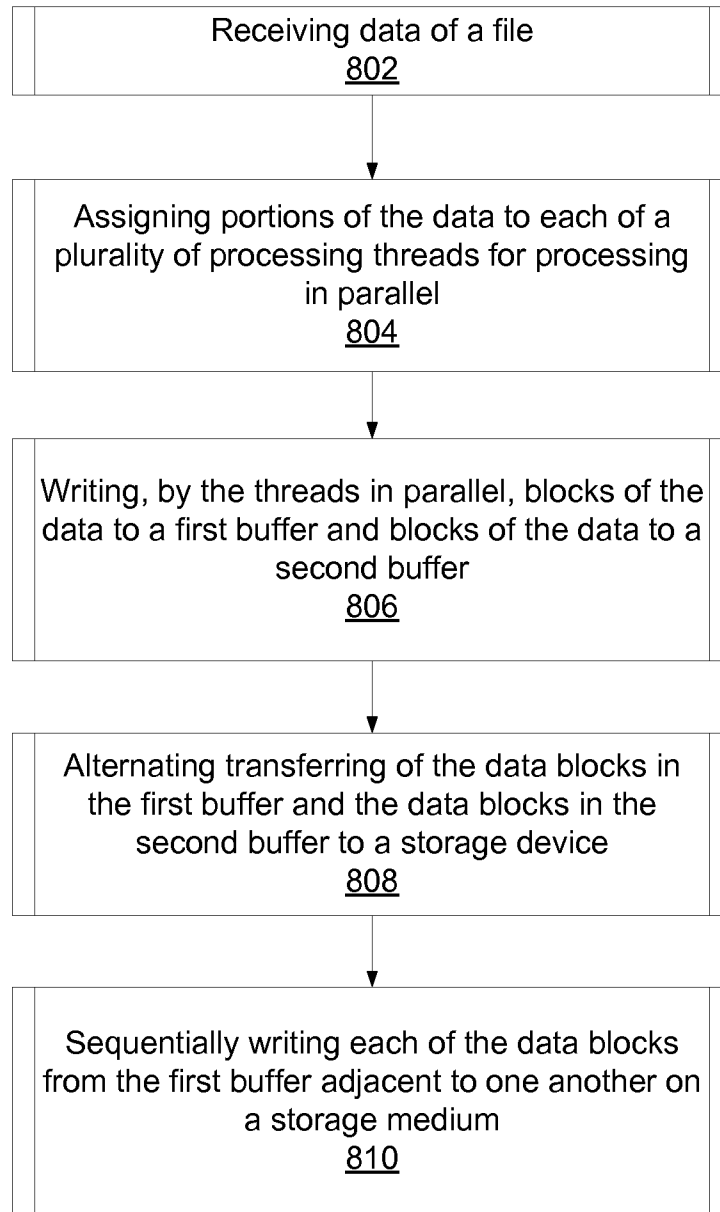 Receiving data of a file
802
Assigning portions of the data to each of a
plurality of processing threads for processing
in parallel
804
Writing, by the threads in parallel, blocks of the
data to a first buffer and blocks of the data to a
second buffer
806
Alternating transferring of the data blocks in
the first buffer and the data blocks in the
second buffer to a storage device
808
Sequentially writing each of the data blocks
from the first buffer adjacent to one another on
a storage medium
810